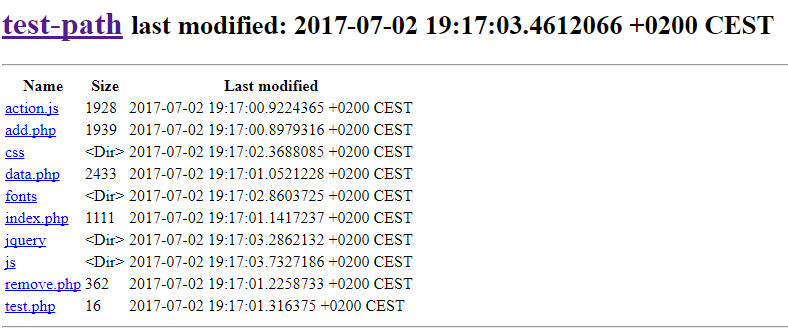 test-path last modified: 2017-07-02 19:17:03.4612066 +0200 CEST
Name Size Last modified
action.js 1928 2017-07-02 19:17:00.9224365 +0200 CEST
add.php 1939 2017-07-02 19:17:00.8979316 +0200 CEST
css <Dir> 2017-07-02 19:17:02.3688085 +0200 CEST
data.php 2433 2017-07-02 19:17:01.0521228 +0200 CEST
fonts <Dir> 2017-07-02 19:17:02.8603725 +0200 CEST
index.php 1111 2017-07-02 19:17:01.1417237 +0200 CEST
jquery <Dir> 2017-07-02 19:17:03.2862132 +0200 CEST
js <Dir> 2017-07-02 19:17:03.7327186 +0200 CEST
remove.php 362 2017-07-02 19:17:01.2258733 +0200 CEST
test.php 16 2017-07-02 19:17:01.316375 +0200 CEST